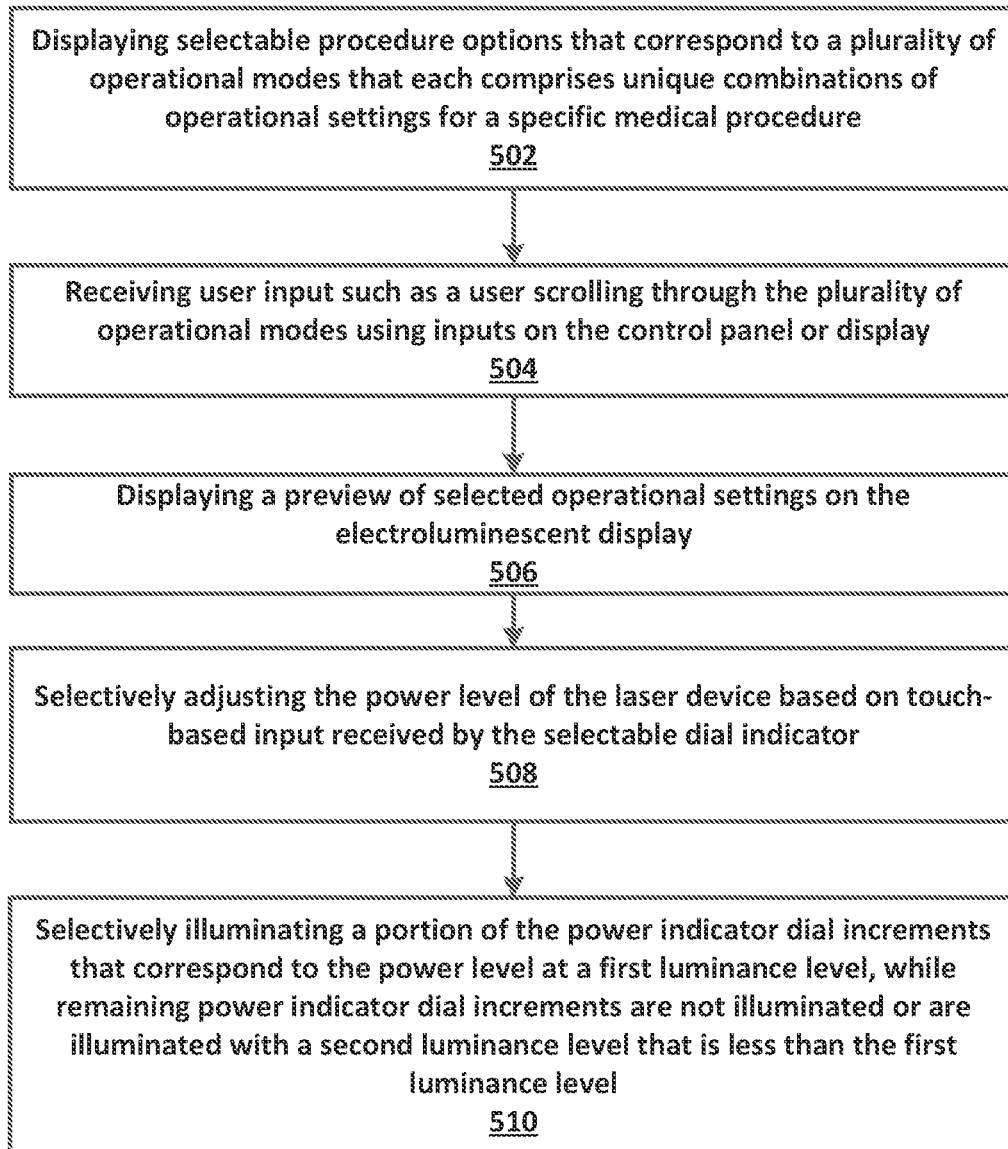 Displaying selectable procedure options that correspond to a plurality of
operational modes that each comprises unique combinations of
operational settings for a specific medical procedure
502
Receiving user input such as a user scrolling through the plurality of
operational modes using inputs on the control panel or display
504
Displaying a preview of selected operational settings on the
electroluminescent display
506
Selectively adjusting the power level of the laser device based on touch-
based input received by the selectable dial indicator
508
Selectively illuminating a portion of the power indicator dial increments
that correspond to the power level at a first luminance level, while
remaining power indicator dial increments are not illuminated or are
illuminated with a second luminance level that is less than the first
luminance level
510